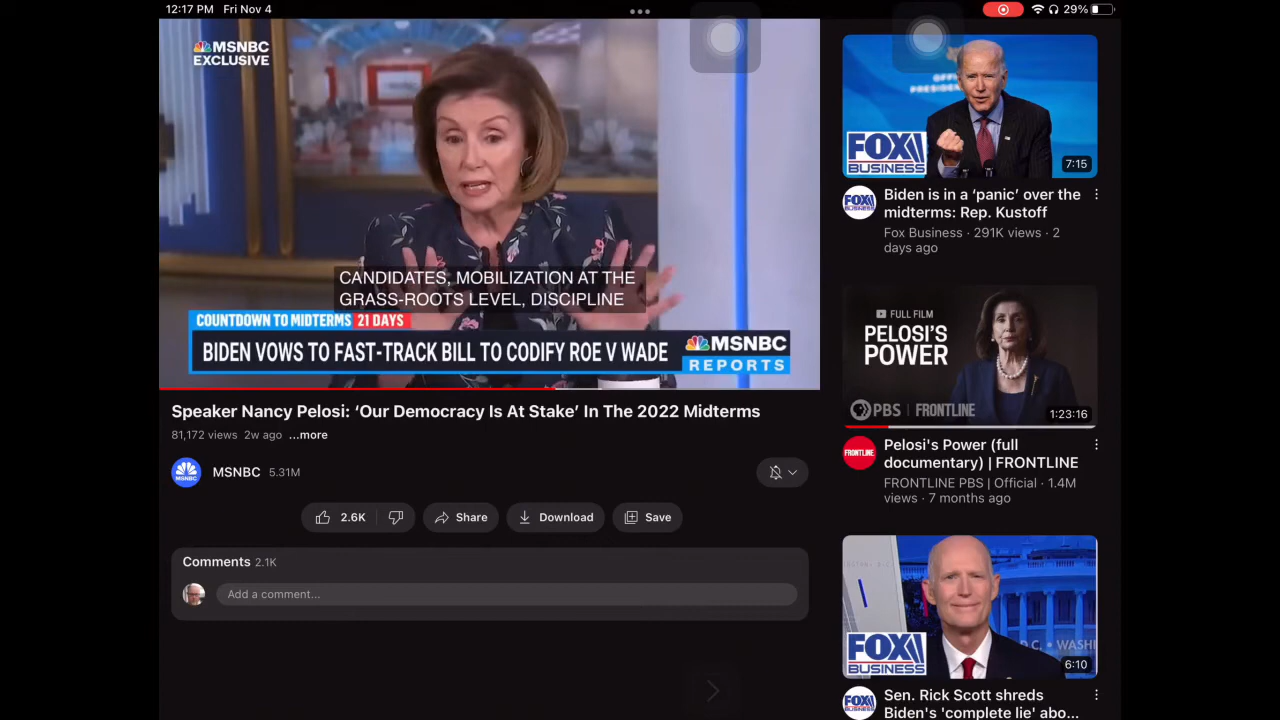 12:17 PM Fri Nov 4
29%
MSNBC
EXCLUSIVE
CANDIDATES, MOBILIZATION AT THE
GRASS-ROOTS LEVEL, DISCIPLINE
COUNTDOWN TO MIDTERMS 21 DAYS
BIDEN VOWS TO FAST-TRACK BILL TO CODIFY ROE V WADE
MSNBC
REPORTS
Speaker Nancy Pelosi: ‘Our Democracy Is At Stake’ In The 2022 Midterms
81,172 views 2w ago ...more
MSNBC 5.31M
2.6K
Share
Download
Save
Comments 2.1K
Add a comment...
FOX
BUSINESS
7:15
FOX
BUSINESS
Biden is in a ‘panic’ over the
midterms: Rep. Kustoff
Fox Business · 291K views · 2
days ago
FULL FILM
PELOSI'S
POWER
PBS | FRONTLINE
1:23:16
FRONTLINE
Pelosi's Power (full
documentary) | FRONTLINE
FRONTLINE PBS | Official · 1.4M
views · 7 months ago
FOX
BUSINESS
6:10
FOX
BUSINESS
Sen. Rick Scott shreds
Biden's 'complete lie' abo...